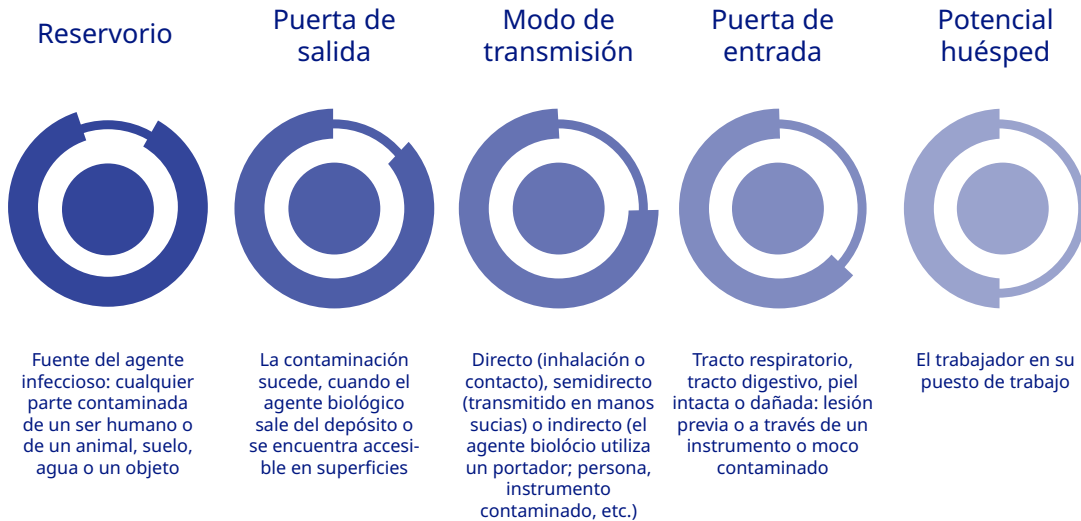 Reservorio
Fuente del agente
infeccioso: cualquier
parte contaminada
de un ser humano o
de un animal, suelo,
agua o un objeto
Puerta de
salida
La contaminación
sucede, cuando el
agente biológico
sale del depósito o
se encuentra accesi-
ble en superficies
Modo de
transmisión
Directo (inhalación o
contacto), semidirecto
(transmitido en manos
sucias) o indirecto (el
agente biolócio utiliza
un portador; persona,
instrumento
contaminado, etc.)
Puerta de
entrada
Tracto respiratorio,
tracto digestivo, piel
intacta o dañada: lesión
previa o a través de un
instrumento o moco
contaminado
Potencial
huésped
El trabajador en su
puesto de trabajo